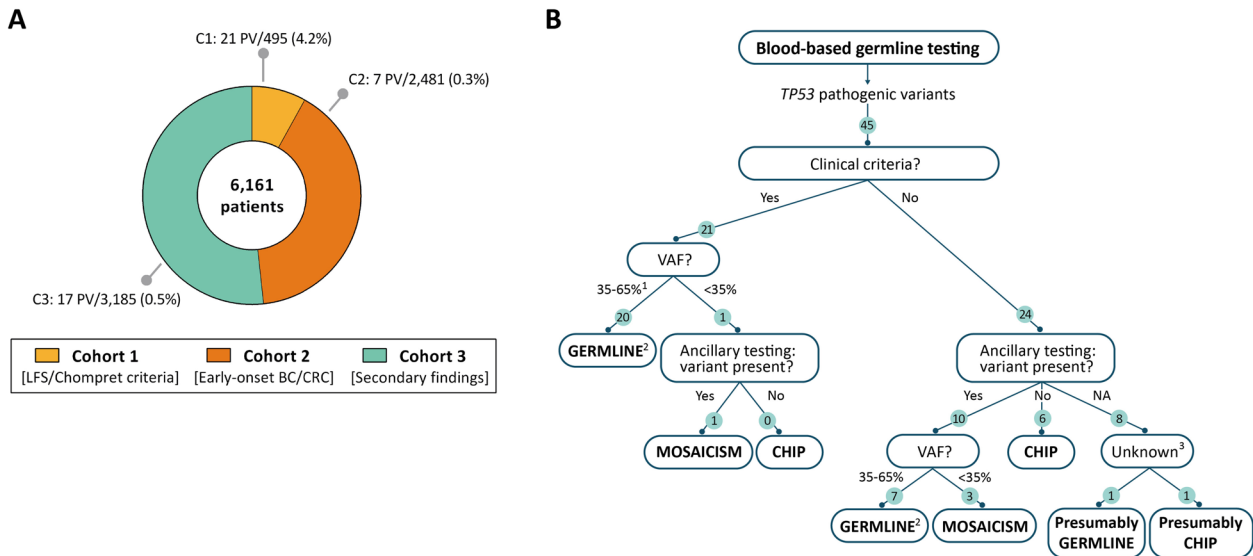 A
C1: 21 PV/495 (4.2%)
C2: 7 PV/2,481 (0.3%)
6,161
patients
C3: 17 PV/3,185 (0.5%)
Cohort 1 Cohort 2 Cohort 3
[LFS/Chompret criteria] [Early-onset BC/CRC] [Secondary findings]
B
Blood-based germline testing
TP53 pathogenic variants
45
Clinical criteria?
Yes No
21
VAF?
35-65%¹ <35%
20 1
24
GERMLINE²
Ancillary testing:
variant present?
Yes No
1 0
MOSAICISM CHIP
Ancillary testing:
variant present?
Yes No NA
10 6 8
VAF? CHIP Unknown³
35-65% <35%
7 3 1 1
GERMLINE² MOSAICISM
Presumably
GERMLINE
Presumably
CHIP